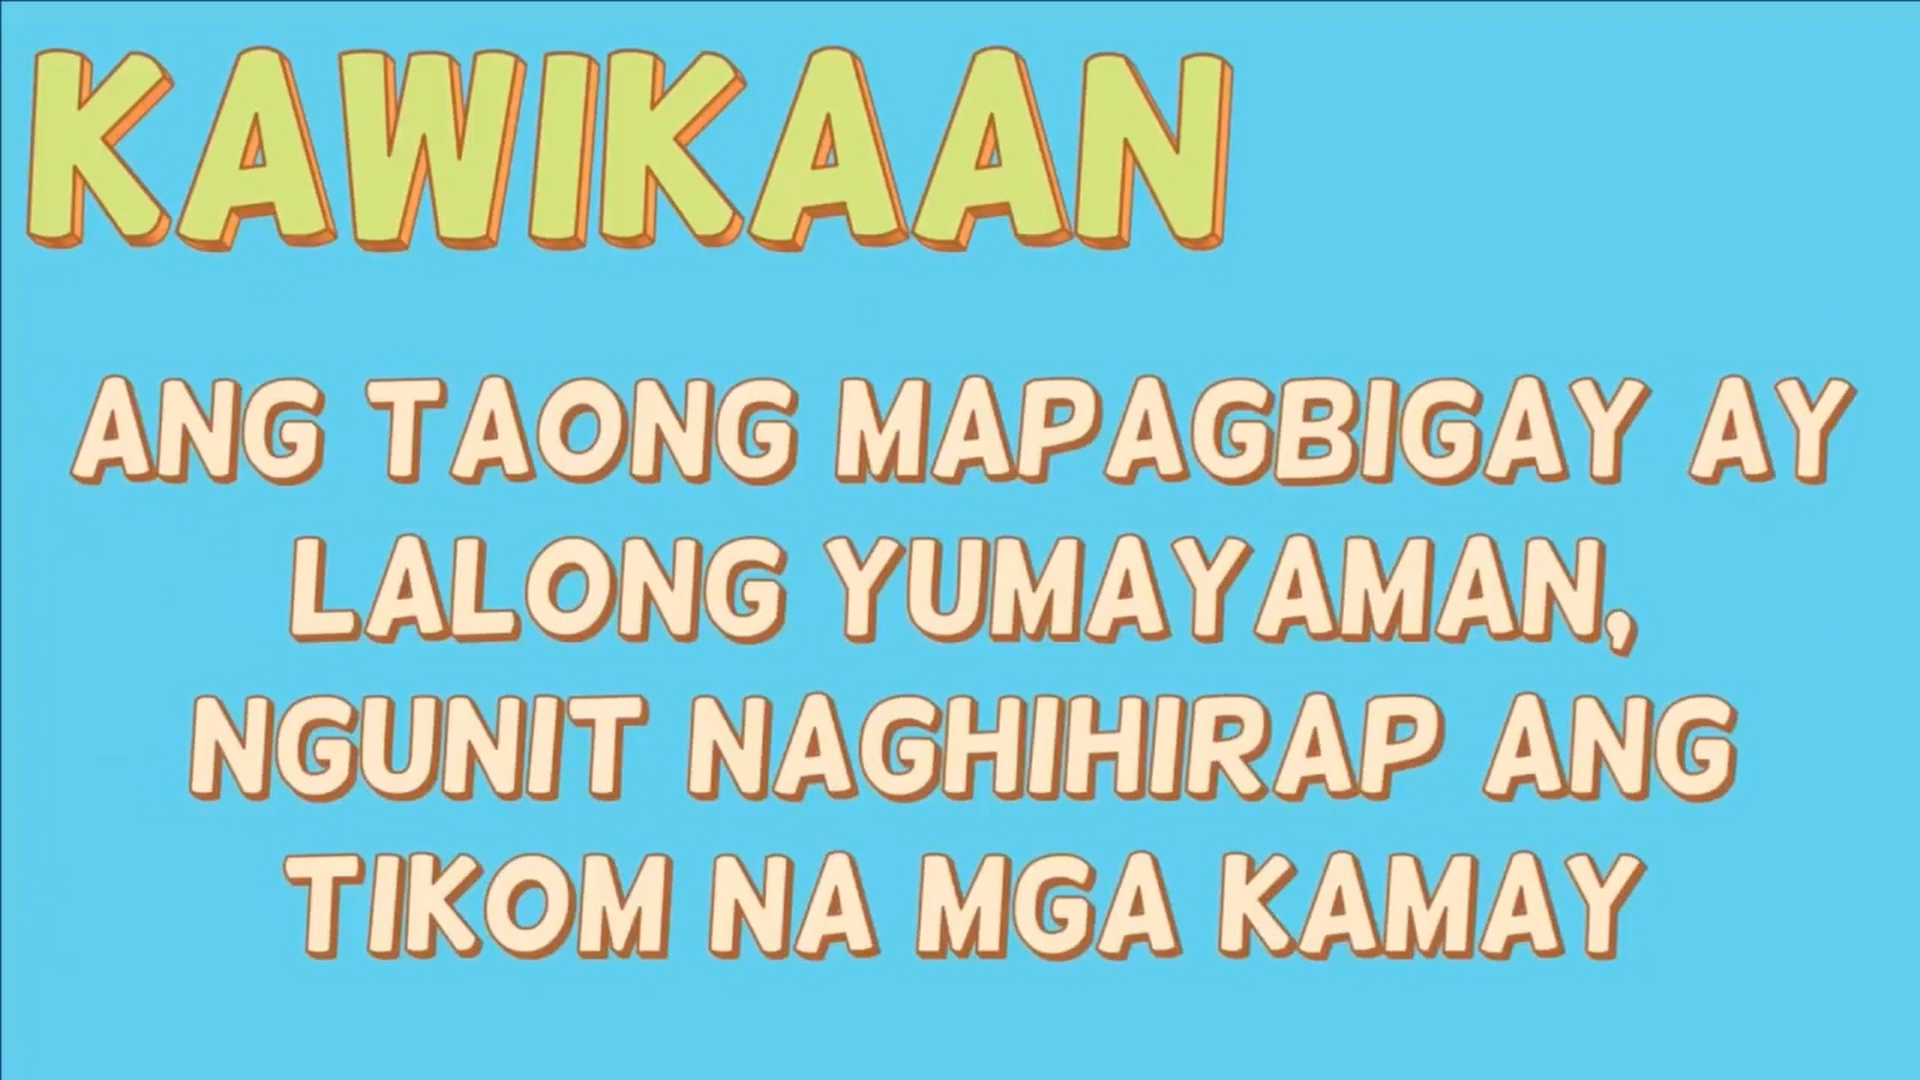 KAWIKAAN
ANG TAONG MAPAGBIGAY AY
LALONG YUMAYAMAN,
NGUNIT NAGHIHIRAP ANG
TIKOM NA MGA KAMAY